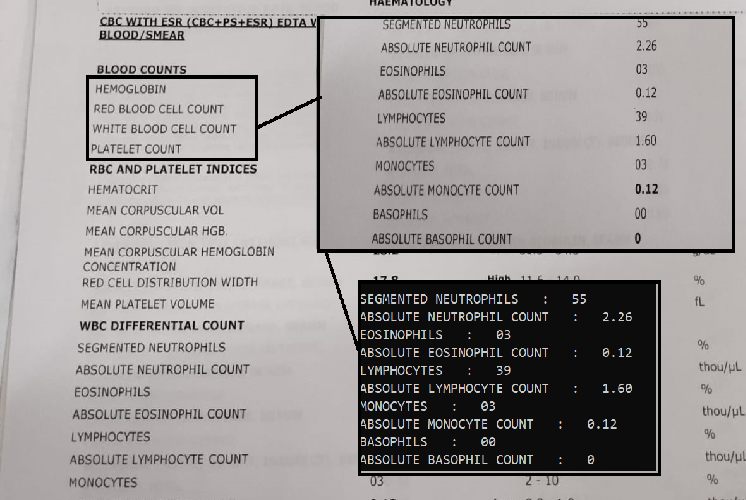 HAEMATOLOGY
CBC WITH ESR (CBC+PS+ESR) EDTA
BLOOD/SMEAR
BLOOD COUNTS
HEMOGLOBIN
RED BLOOD CELL COUNT
WHITE BLOOD CELL COUNT
PLATELET COUNT
RBC AND PLATELET INDICES
HEMATOCRIT
MEAN CORPUSCULAR VOL
MEAN CORPUSCULAR HGB.
MEAN CORPUSCULAR HEMOGLOBIN
CONCENTRATION
RED CELL DISTRIBUTION WIDTH
MEAN PLATELET VOLUME
WBC DIFFERENTIAL COUNT
SEGMENTED NEUTROPHILS
ABSOLUTE NEUTROPHIL COUNT
EOSINOPHILS
ABSOLUTE EOSINOPHIL COUNT
LYMPHOCYTES
ABSOLUTE LYMPHOCYTE COUNT
MONOCYTES 03 2 - 10 %
SEGMENTED NEUTROPHILS 55
ABSOLUTE NEUTROPHIL COUNT 2.26
EOSINOPHILS 03
ABSOLUTE EOSINOPHIL COUNT 0.12
LYMPHOCYTES 39
ABSOLUTE LYMPHOCYTE COUNT 1.60
MONOCYTES 03
ABSOLUTE MONOCYTE COUNT 0.12
BASOPHILS 00
ABSOLUTE BASOPHIL COUNT 0
%
fL
%
thou/µL
%
thou/µL
%
thou/µL
SEGMENTED NEUTROPHILS : 55
ABSOLUTE NEUTROPHIL COUNT : 2.26
EOSINOPHILS : 03
ABSOLUTE EOSINOPHIL COUNT : 0.12
LYMPHOCYTES : 39
ABSOLUTE LYMPHOCYTE COUNT : 1.60
MONOCYTES : 03
ABSOLUTE MONOCYTE COUNT : 0.12
BASOPHILS : 00
ABSOLUTE BASOPHIL COUNT : 0